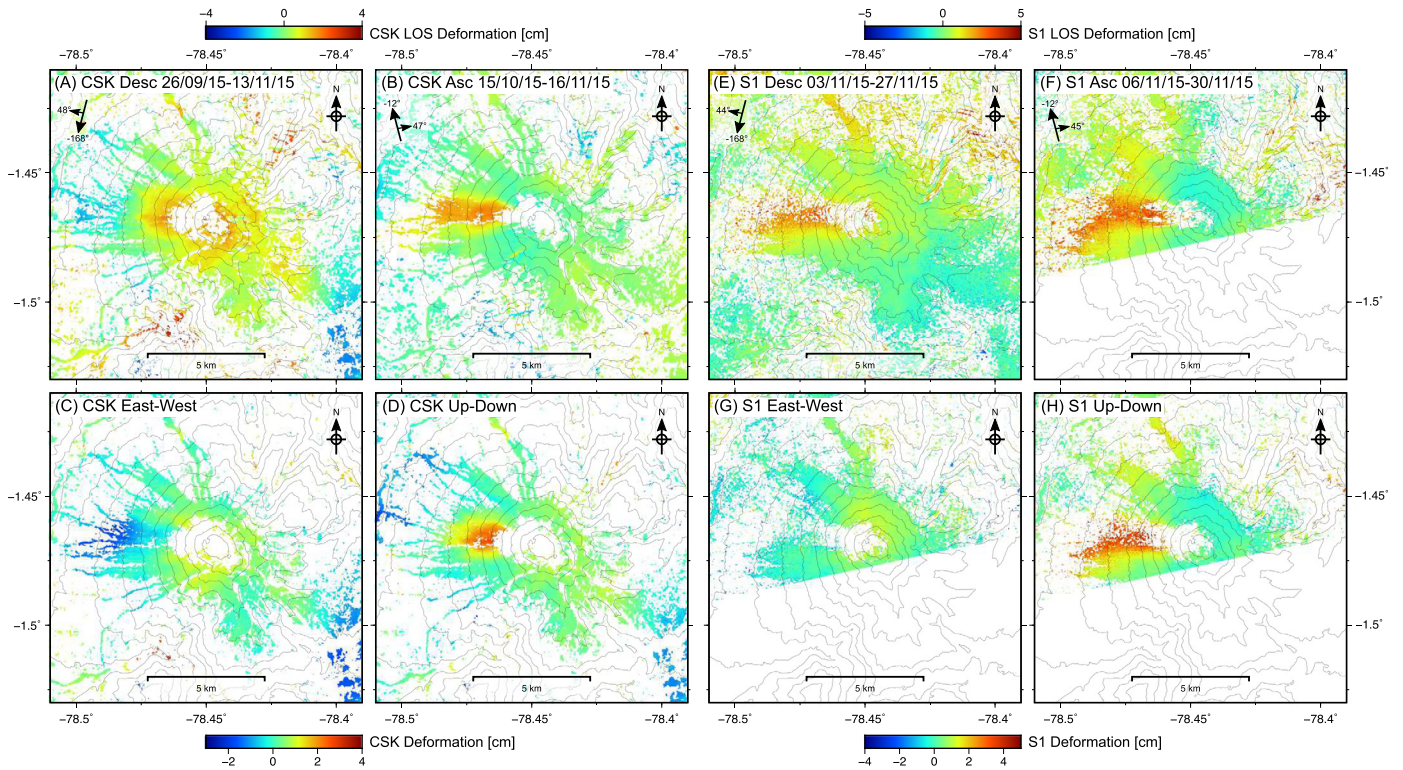 −4 0 4
CSK LOS Deformation [cm]
−5 0 5
S1 LOS Deformation [cm]
−78.5˚ −78.45˚ −78.4˚ −78.5˚ −78.45˚ −78.4˚ −78.5˚ −78.45˚ −78.4˚ −78.5˚ −78.45˚ −78.4˚
(A) CSK Desc 26/09/15-13/11/15
48°
-168°
N
5 km
(B) CSK Asc 15/10/15-16/11/15
-12°
47°
N
5 km
(E) S1 Desc 03/11/15-27/11/15
44°
-168°
N
5 km
(F) S1 Asc 06/11/15-30/11/15
-12°
45°
N
5 km
−1.45˚ −1.45˚
−1.5˚ −1.5˚
(C) CSK East-West
N
5 km
(D) CSK Up-Down
N
5 km
(G) S1 East-West
N
5 km
(H) S1 Up-Down
N
5 km
−1.45˚ −1.45˚
−1.5˚ −1.5˚
−78.5˚ −78.45˚ −78.4˚ −78.5˚ −78.45˚ −78.4˚ −78.5˚ −78.45˚ −78.4˚ −78.5˚ −78.45˚ −78.4˚
CSK Deformation [cm]
−2 0 2 4
S1 Deformation [cm]
−4 −2 0 2 4